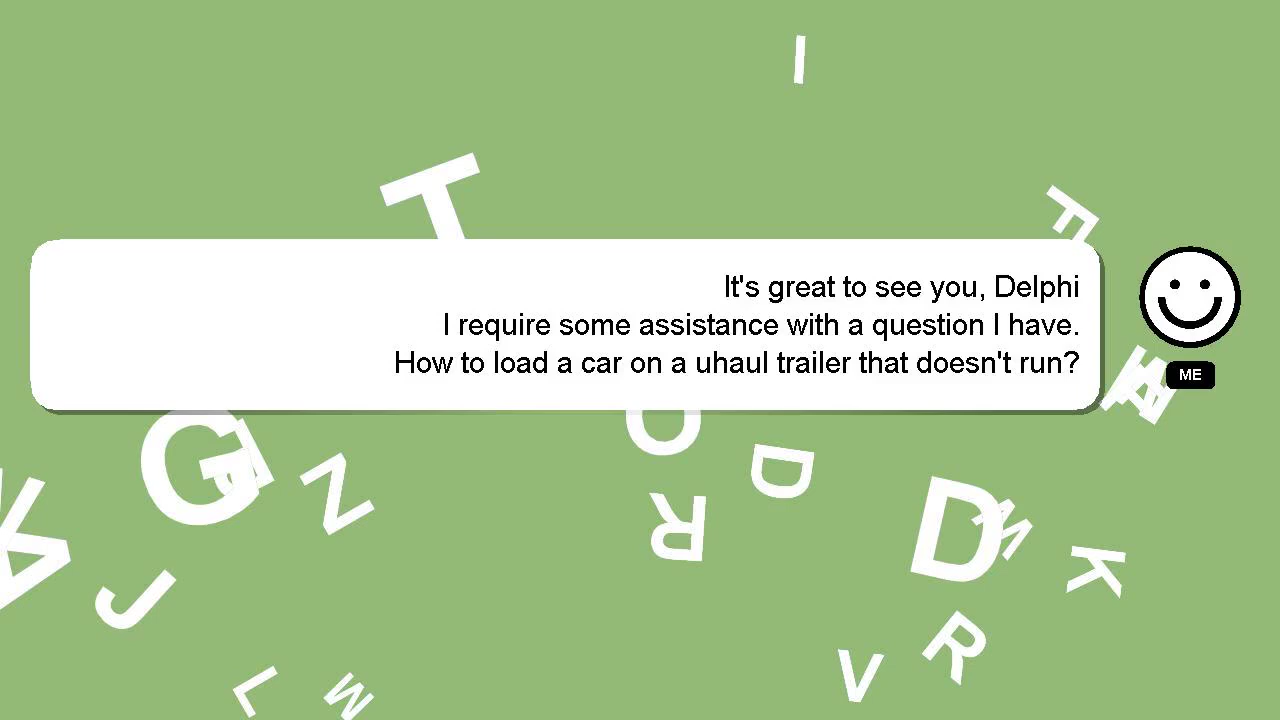 I
T
F
It's great to see you, Delphi
I require some assistance with a question I have.
How to load a car on a uhaul trailer that doesn't run?
ME
G
N
O
D
R
D
M
K
J
R
V
L
M